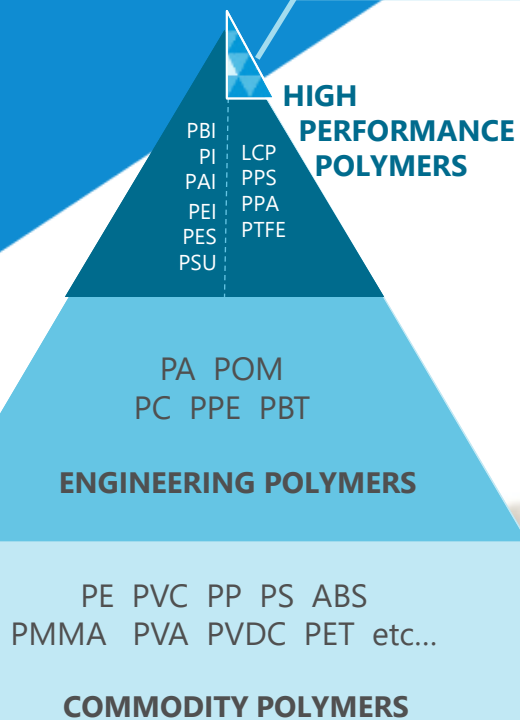 HIGH
PERFORMANCE
POLYMERS
PBI
PI
PAI
PEI
PES
PSU
LCP
PPS
PPA
PTFE
PA POM
PC PPE PBT
ENGINEERING POLYMERS
PE PVC PP PS ABS
PMMA PVA PVDC PET etc...
COMMODITY POLYMERS